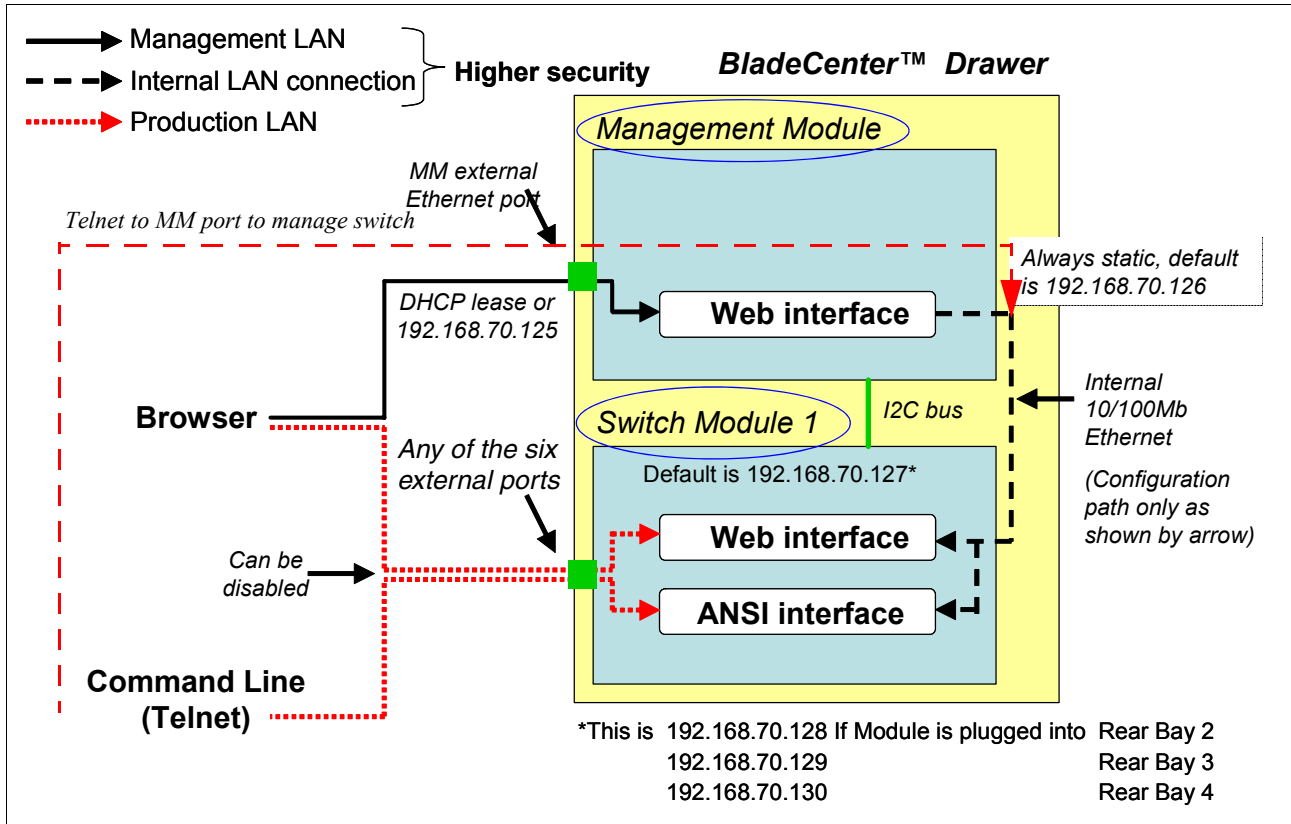 Management LAN
Internal LAN connection
Production LAN
Higher security
BladeCenter™ Drawer
Management Module
MM external
Ethernet port
Telnet to MM port to manage switch
Always static, default
is 192.168.70.126
DHCP lease or
192.168.70.125
Web interface
Browser
Internal
10/100Mb
Ethernet
(Configuration
path only as
shown by arrow)
I2C bus
Switch Module 1
Any of the six
external ports
Default is 192.168.70.127*
Web interface
ANSI interface
Can be
disabled
Command Line
(Telnet)
*This is 192.168.70.128 If Module is plugged into Rear Bay 2
192.168.70.129 Rear Bay 3
192.168.70.130 Rear Bay 4